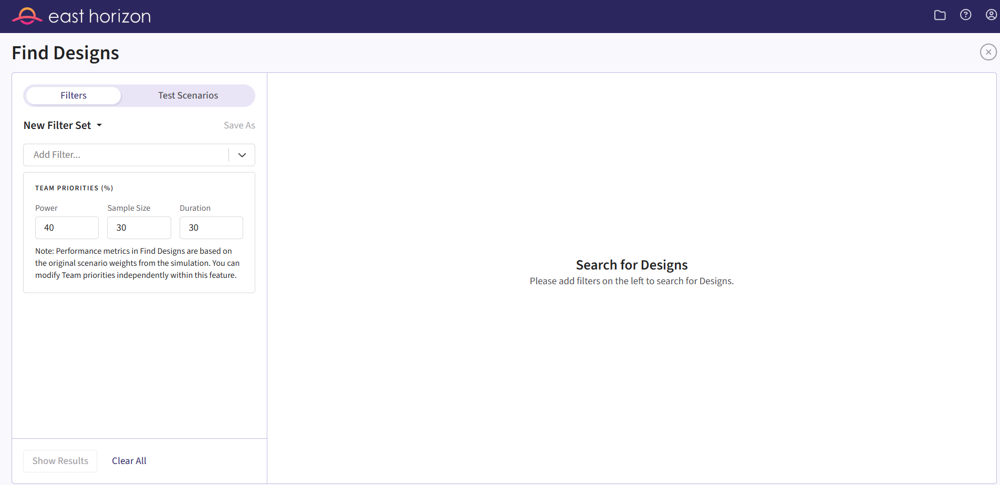 east horizon
Find Designs
Filters
Test Scenarios
New Filter Set
Save As
Add Filter...
TEAM PRIORITIES (%)
Power
Sample Size
Duration
40
30
30
Note: Performance metrics in Find Designs are based on
the original scenario weights from the simulation. You can
modify Team priorities independently within this feature.
Show Results
Clear All
Search for Designs
Please add filters on the left to search for Designs.